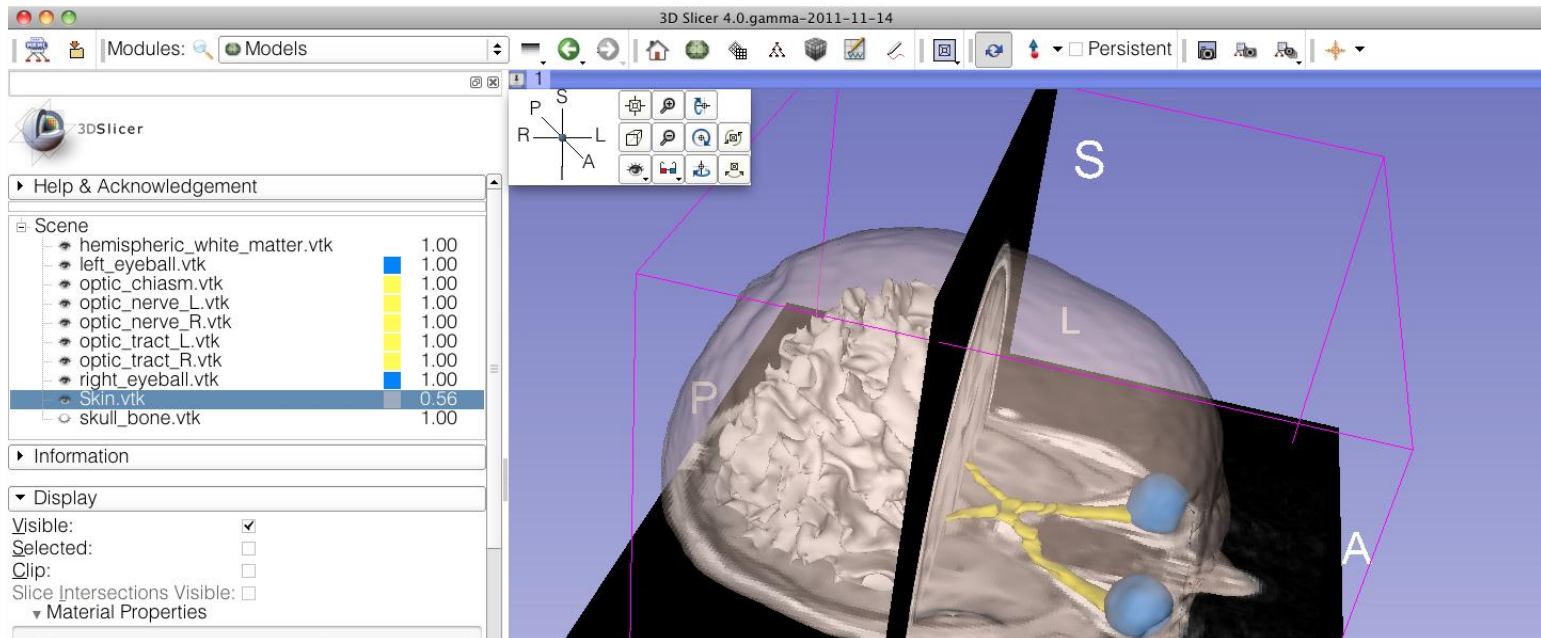 3D Slicer 4.0.gamma-2011-11-14
Modules: Models Persistent
1
S
P
R L
A
3DSlicer
S
Help & Acknowledgement
Scene
hemispheric_white_matter.vtk 1.00
left_eyeball.vtk 1.00
optic_chiasm.vtk 1.00
optic_nerve_L.vtk 1.00
optic_nerve_R.vtk 1.00
optic_tract_L.vtk 1.00
optic_tract_R.vtk 1.00
right_eyeball.vtk 1.00
Skin.vtk 0.56
skull_bone.vtk 1.00
L
P
Information
Display
Visible:
Selected:
A
Clip:
Slice Intersections Visible:
Material Properties